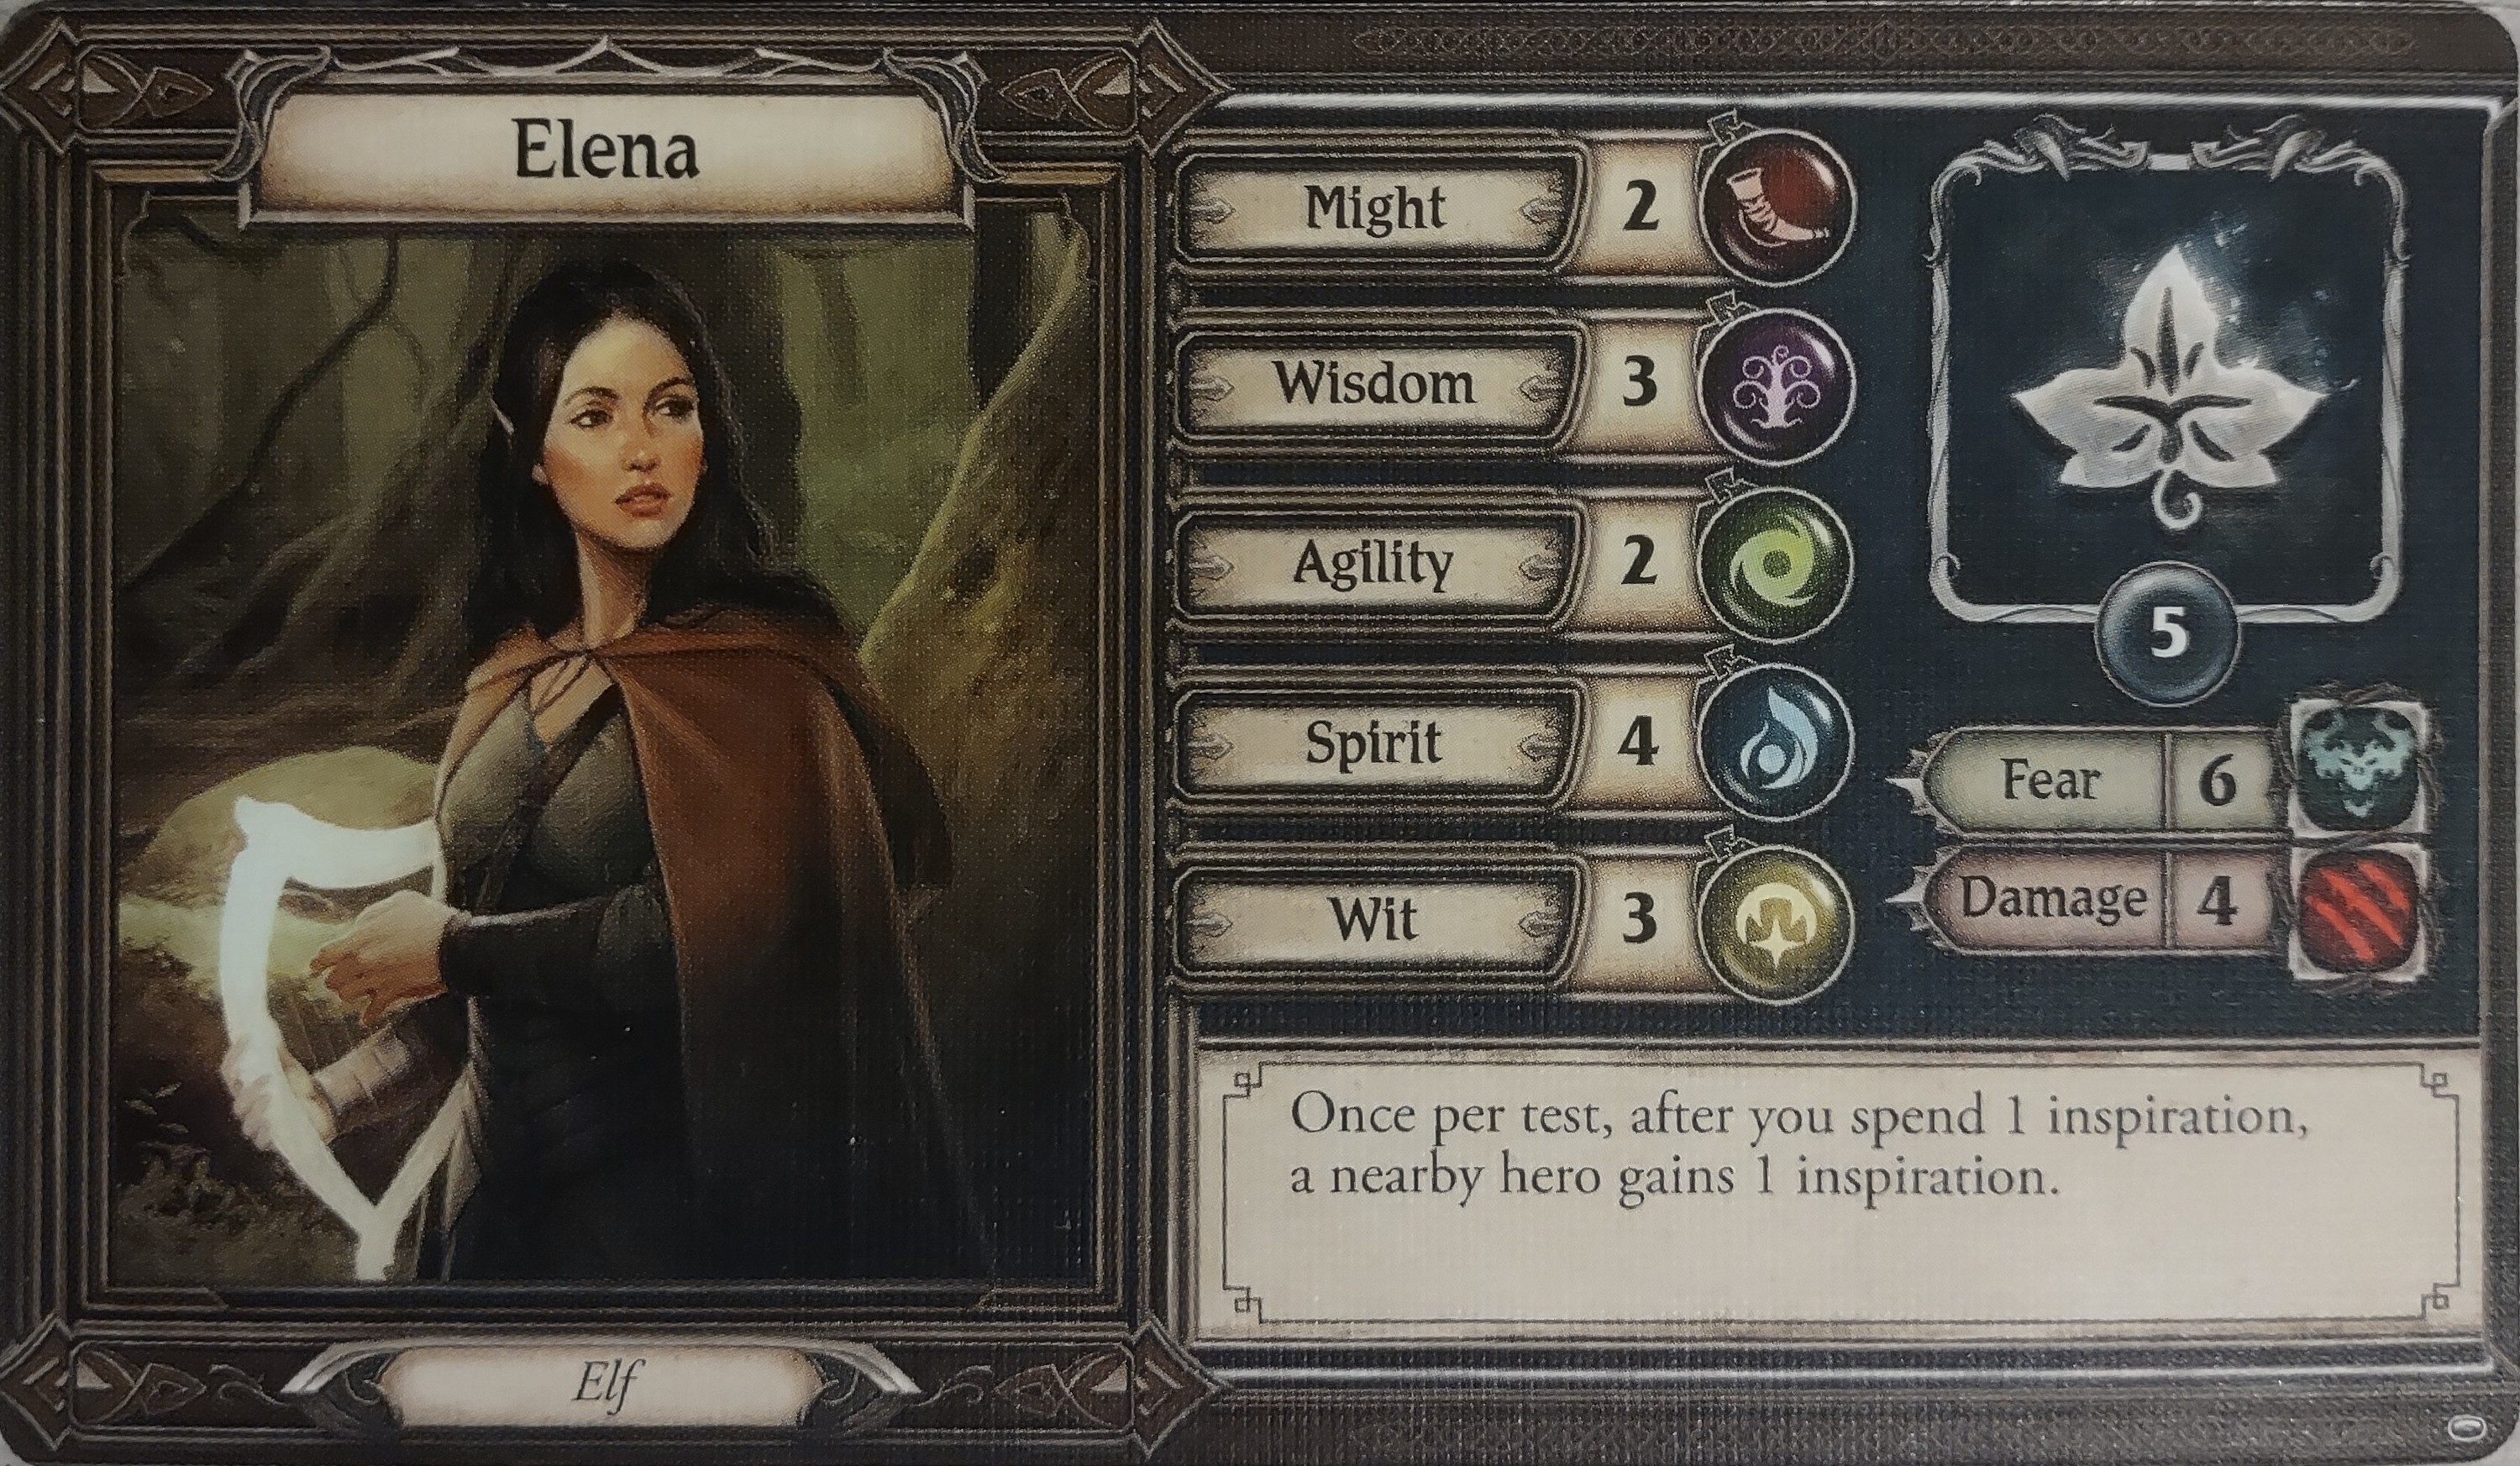 Elena
Might 2
Wisdom 3
Agility 2
Spirit 4
Wit 3
5
Fear 6
Damage 4
Once per test, after you spend 1 inspiration,
a nearby hero gains 1 inspiration.
Elf